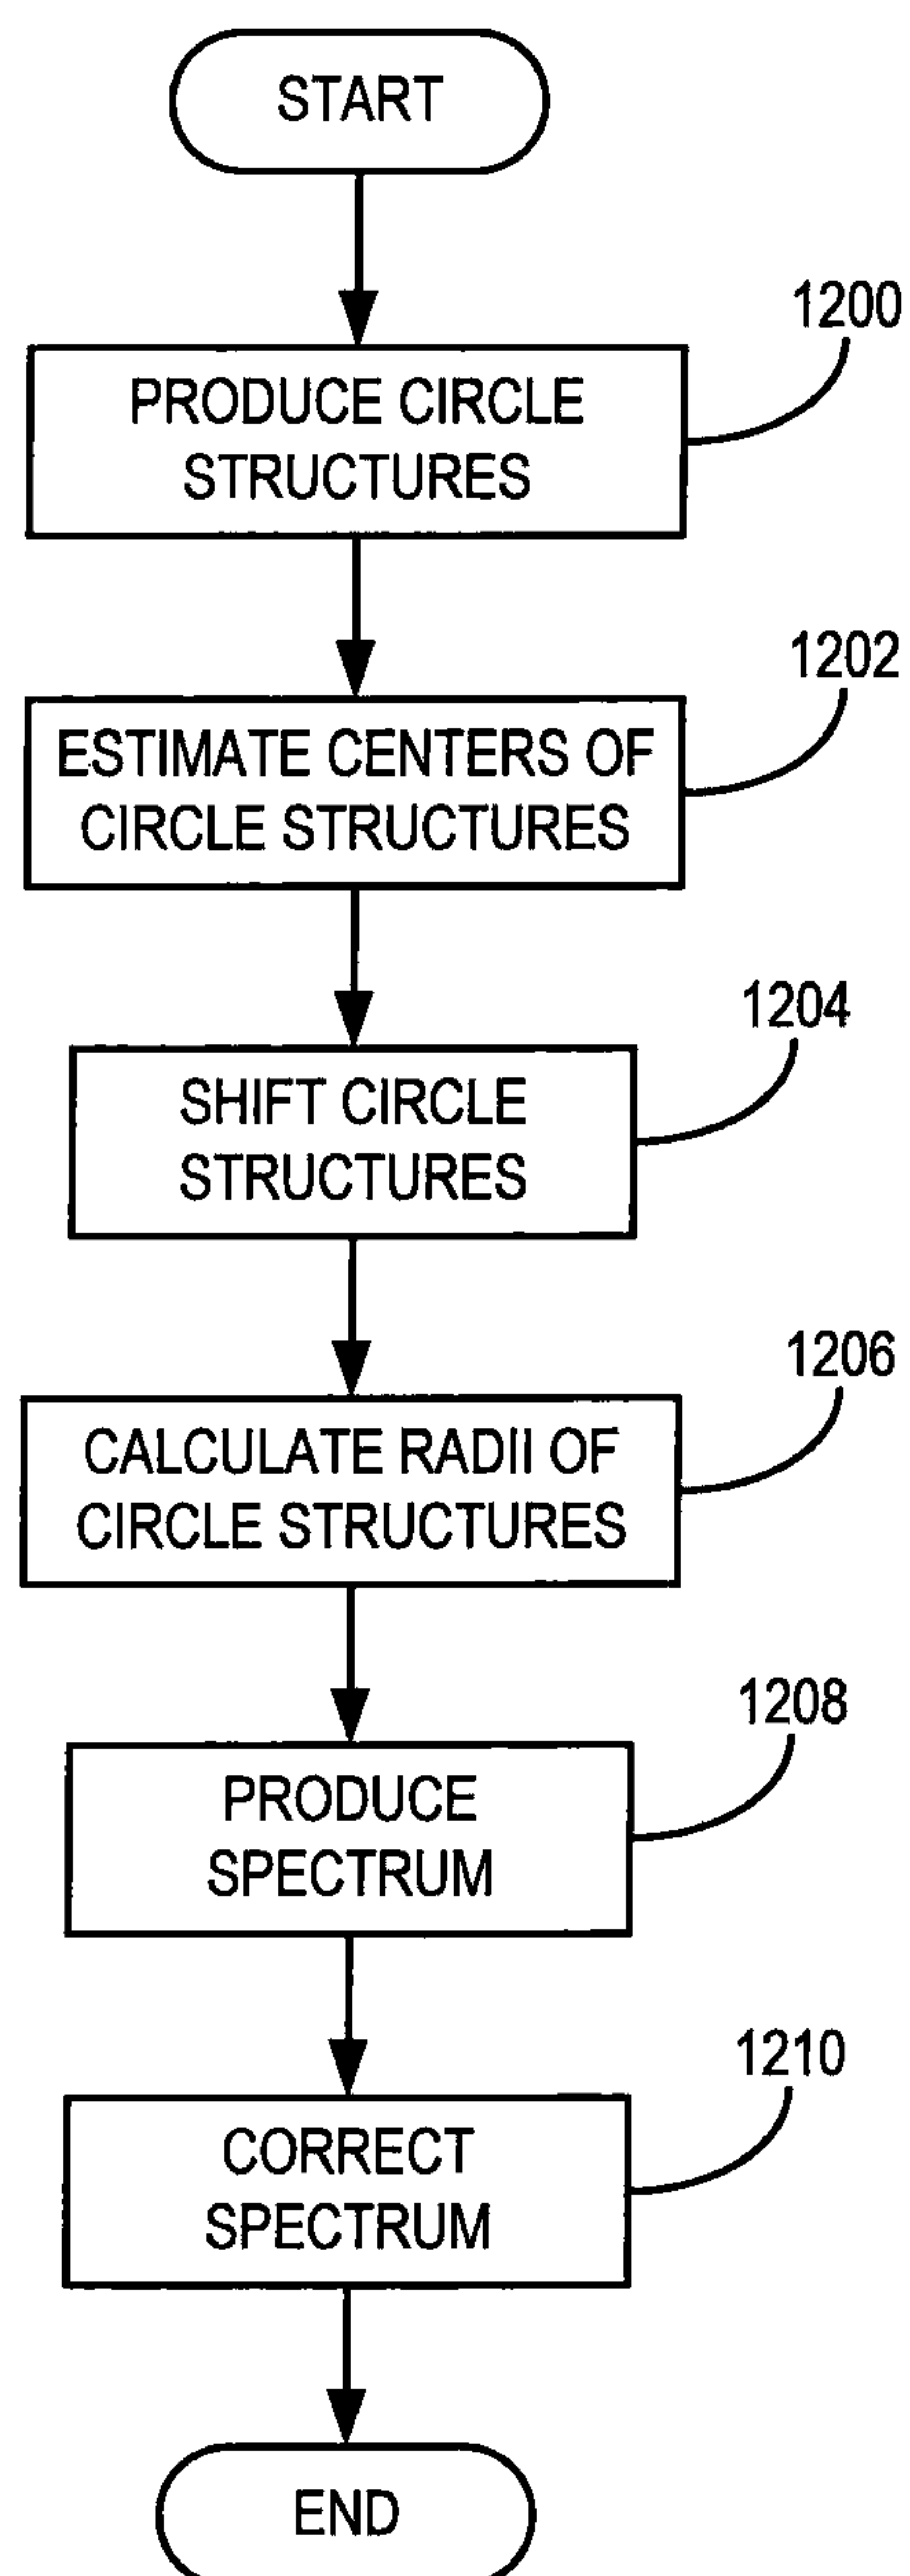 START
1200
PRODUCE CIRCLE
STRUCTURES
1202
ESTIMATE CENTERS OF
CIRCLE STRUCTURES
1204
SHIFT CIRCLE
STRUCTURES
1206
CALCULATE RADII OF
CIRCLE STRUCTURES
1208
PRODUCE
SPECTRUM
1210
CORRECT
SPECTRUM
END